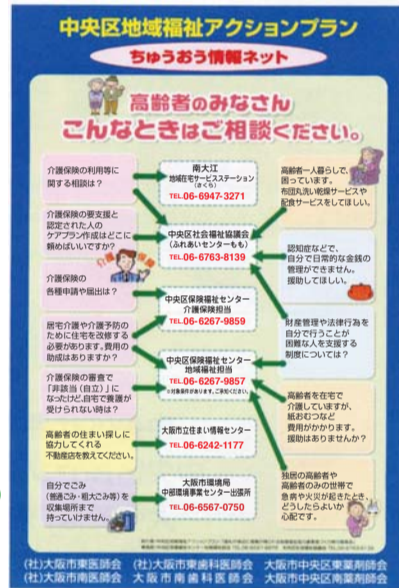 中央区地域福祉アクションプラン
ちゅうおう情報ネット
高齢者のみなさん
こんなときはご相談ください。
介護保険の利用等に
関する相談は?
介護保険の要支援と
認定された人の
ケアプラン作成はどこに
頼めばいいですか?
介護保険の
各種申請や届出は?
居宅介護や介護予防の
ために住宅を改修する
必要があります。費用の
助成はありますか?
介護保険の審査で
「非該当(自立)」に
なったけど、自宅で養護が
受けられない時は?
高齢者の住まい探しに
協力してくれる
不動産店を教えてください。
自分でごみ
(普通ごみ・粗大ごみ等)を
収集場所まで
持っていけません。
南大江
地域在宅サービスステーション
(さくら)
TEL.06-6947-3271
中央区社会福祉協議会
(ふれあいセンターもも)
TEL.06-6763-8139
介護
保険
中央区保険福祉センター
介護保険担当
TEL.06-6267-9859
中央区保険福祉センター
地域福祉担当
TEL.06-6267-9857
※対象条件があります。ご承知ください。
大阪市立住まい情報センター
TEL.06-6242-1177
大阪市環境局
中部環境事業センター出張所
TEL.06-6567-0750
高齢者一人暮らしで、
困っています。
布団丸洗い乾燥サービスや
配食サービスをしてほしい。
認知症などで、
自分で日常的な金銭の
管理ができません。
援助してほしい。
財産管理や法律行為を
自分で行うことが
困難な人を支援する
制度については?
高齢者を在宅で
介護していますが、
紙おむつなど
費用がかかります。
援助はありませんか?
独居の高齢者や
高齢者のみの世帯で
急病や火災が起きたとき、
どうしたらよいか
心配です。
(社)大阪市東医師会 (社)大阪市東歯科医師会 大阪市中央区東薬剤師会
(社)大阪市南医師会 大阪市南歯科医師会 大阪市中央区南薬剤師会